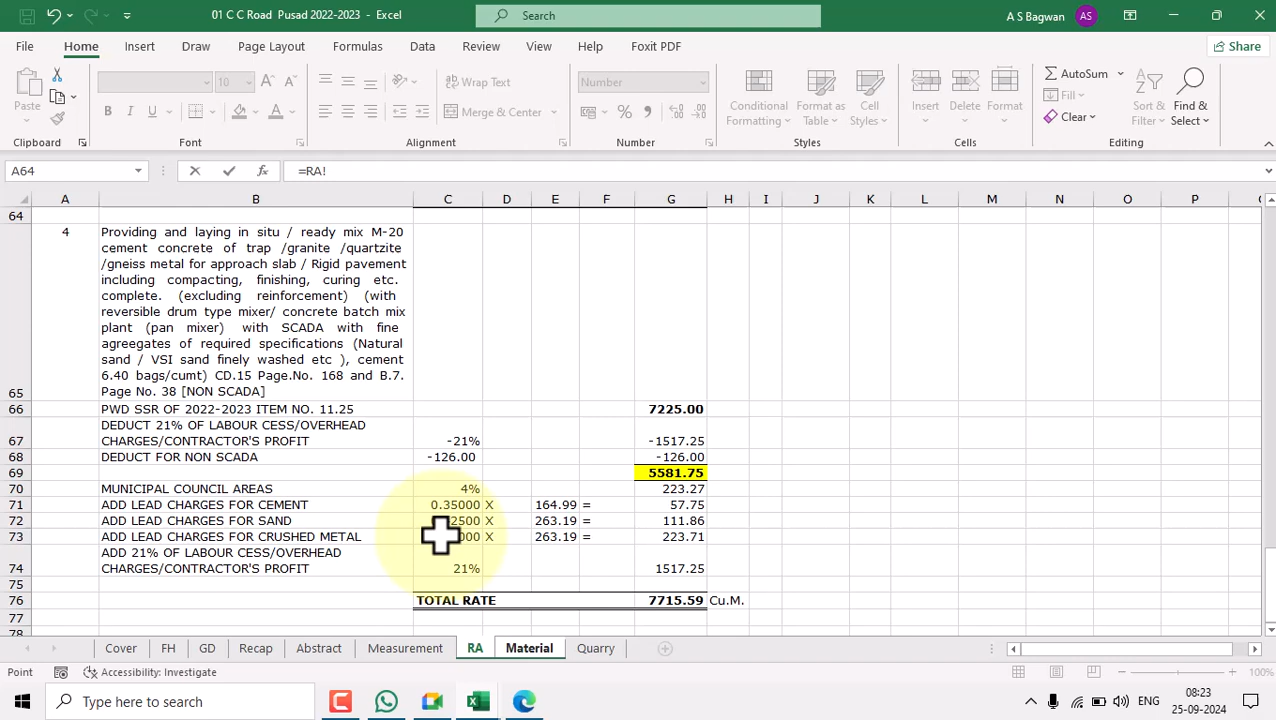 01 C C Road Pusad 2022-2023 - Excel
Search
A S Bagwan
AS
File
Home
Insert
Draw
Page Layout
Formulas
Data
Review
View
Help
Foxit PDF
Share
Paste
10
Wrap Text
Merge & Center
Number
Conditional Formatting
Format as Table
Cell Styles
Insert
Delete
Format
AutoSum
Fill
Clear
Sort & Filter
Find & Select
Clipboard
Font
Alignment
Number
Styles
Cells
Editing
A64
=RA!
A B C D E F G H I J K L M N O P
64
4
Providing and laying in situ / ready mix M-20
cement concrete of trap /granite /quartzite
/gneiss metal for approach slab / Rigid pavement
including compacting, finishing, curing etc.
complete. (excluding reinforcement) (with
reversible drum type mixer/ concrete batch mix
plant (pan mixer) with SCADA with fine
agreegates of required specifications (Natural
sand / VSI sand finely washed etc ), cement
6.40 bags/cumt) CD.15 Page.No. 168 and B.7.
65 Page No. 38 [NON SCADA]
66 PWD SSR OF 2022-2023 ITEM NO. 11.25 7225.00
DEDUCT 21% OF LABOUR CESS/OVERHEAD
67 CHARGES/CONTRACTOR'S PROFIT -21% -1517.25
68 DEDUCT FOR NON SCADA -126.00 -126.00
69 5581.75
70 MUNICIPAL COUNCIL AREAS 4% 223.27
71 ADD LEAD CHARGES FOR CEMENT 0.35000 X 164.99 = 57.75
72 ADD LEAD CHARGES FOR SAND X 263.19 = 111.86
73 ADD LEAD CHARGES FOR CRUSHED METAL X 263.19 = 223.71
ADD 21% OF LABOUR CESS/OVERHEAD
74 CHARGES/CONTRACTOR'S PROFIT 21% 1517.25
75
76 TOTAL RATE 7715.59 Cu.M.
77
78
Cover
FH
GD
Recap
Abstract
Measurement
RA
Material
Quarry
Point
Accessibility: Investigate
100%
Type here to search
ENG
08:23
25-09-2024